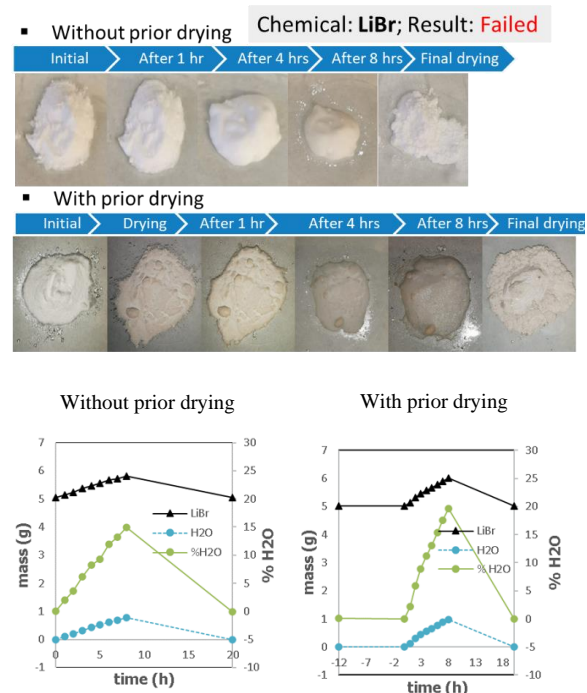 ▪ Without prior drying
Chemical: LiBr; Result: Failed
Initial After 1 hr After 4 hrs After 8 hrs Final drying
▪ With prior drying
Initial Drying After 1 hr After 4 hrs After 8 hrs Final drying
Without prior drying
With prior drying
7 6 5 4 3 2 1 0 -1
mass (g)
30 25 20 15 10 5 0 -5 -10
% H2O
LiBr
H2O
%H2O
0 5 10 15 20
time (h)
7 6 5 4 3 2 1 0 -1
mass (g)
30 25 20 15 10 5 0 -5 -10
% H2O
LiBr
H2O
% H2O
-12 -7 -2 3 8 13 18
time (h)